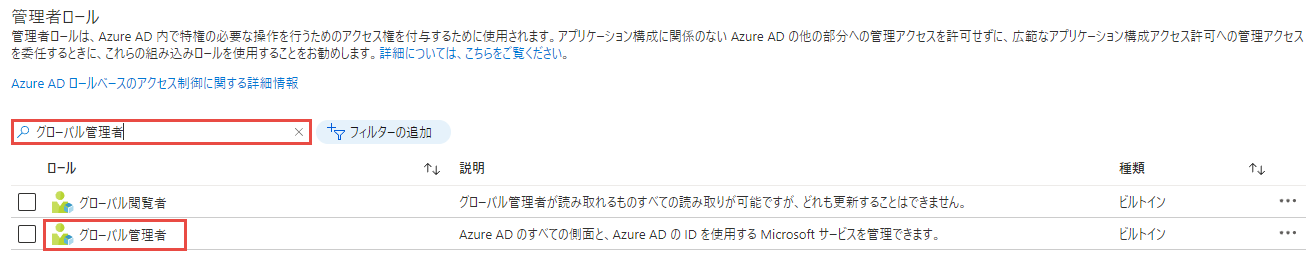 管理者ロール
管理者ロールは、Azure AD 内で特権の必要な操作を行うためのアクセス権を付与するために使用されます。アプリケーション構成に関係のない Azure AD の他の部分への管理アクセスを許可せずに、広範なアプリケーション構成アクセス許可への管理アクセス
を委任するときに、これらの組み込みロールを使用することをお勧めします。詳細については、こちらをご覧ください。
Azure AD ロールベースのアクセス制御に関する詳細情報
グローバル管理者
フィルターの追加
ロール 説明 種類
グローバル閲覧者 グローバル管理者が読み取れるものすべての読み取りが可能ですが、どれも更新することはできません。 ビルトイン
グローバル管理者 Azure AD のすべての側面と、Azure AD の ID を使用する Microsoft サービスを管理できます。 ビルトイン